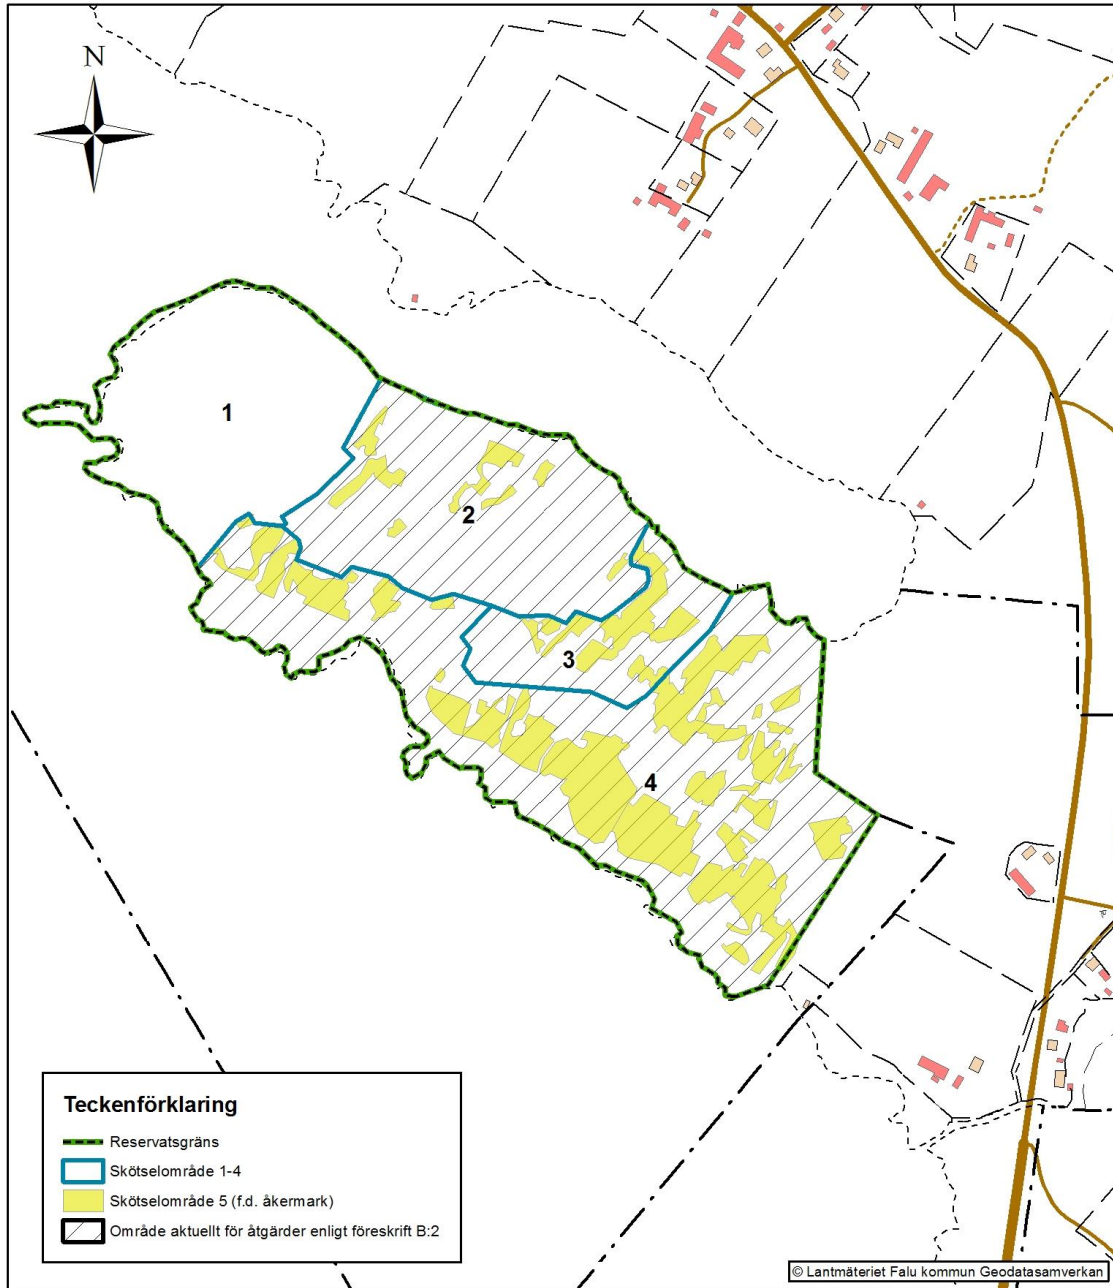 N
1
2
3
4
Teckenförklaring
Reservatsgräns
Skötselområde 1-4
Skötselområde 5 (f.d. åkermark)
Område aktuellt för åtgärder enligt föreskrift B:2
© Lantmäteriet Falu kommun Geodatasamverkan